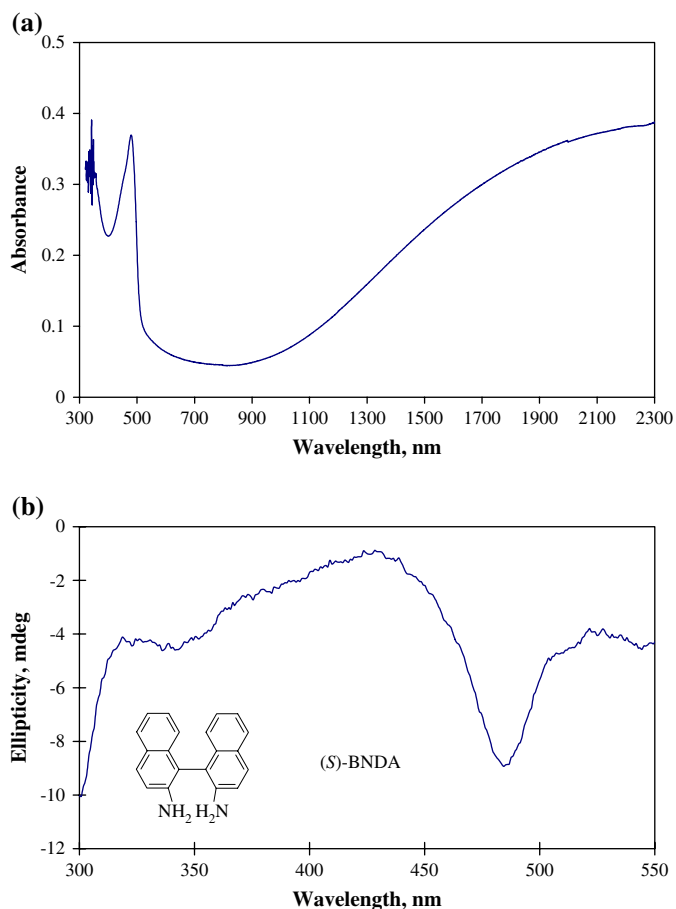 (a)
0.5
0.4
0.3
0.2
0.1
0
Absorbance
300 500 700 900 1100 1300 1500 1700 1900 2100 2300
Wavelength, nm
(b)
0
-2
-4
-6
-8
-10
-12
Ellipticity, mdeg
(S)-BNDA
NH2 H2N
300 350 400 450 500 550
Wavelength, nm